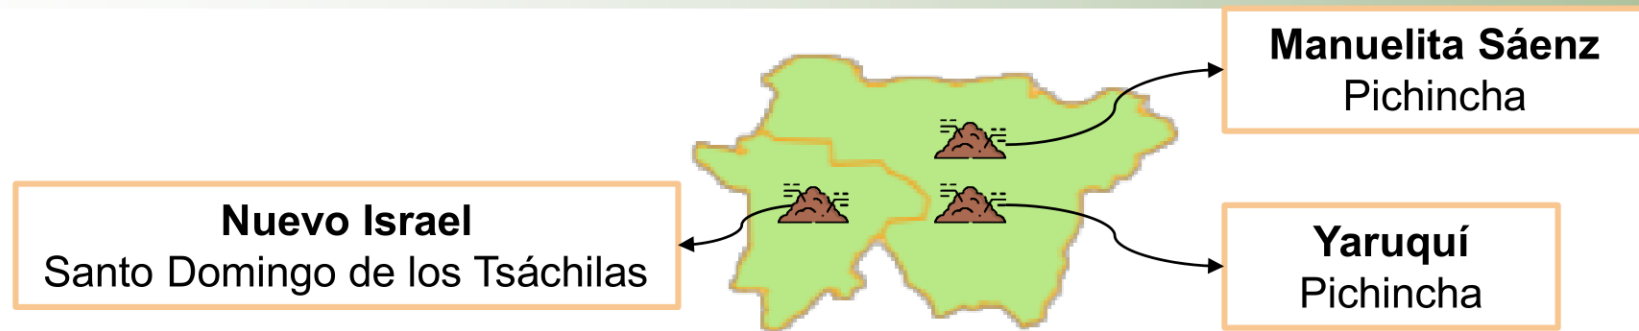 Manuelita Sáenz
Pichincha
Nuevo Israel
Santo Domingo de los Tsáchilas
Yaruquí
Pichincha